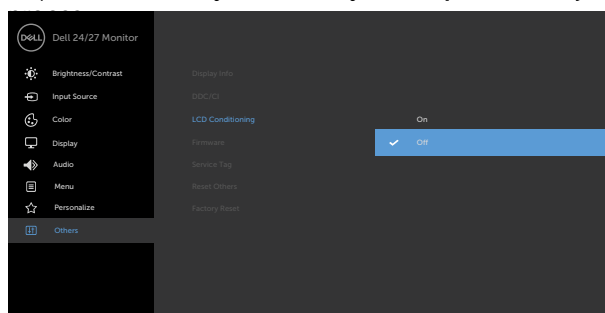 DELL
Dell 24/27 Monitor
Brightness/Contrast
Display Info
Input Source
DDC/CI
Color
LCD Conditioning
On
Display
Firmware
Off
Audio
Service Tag
Menu
Reset Others
Personalize
Factory Reset
Others